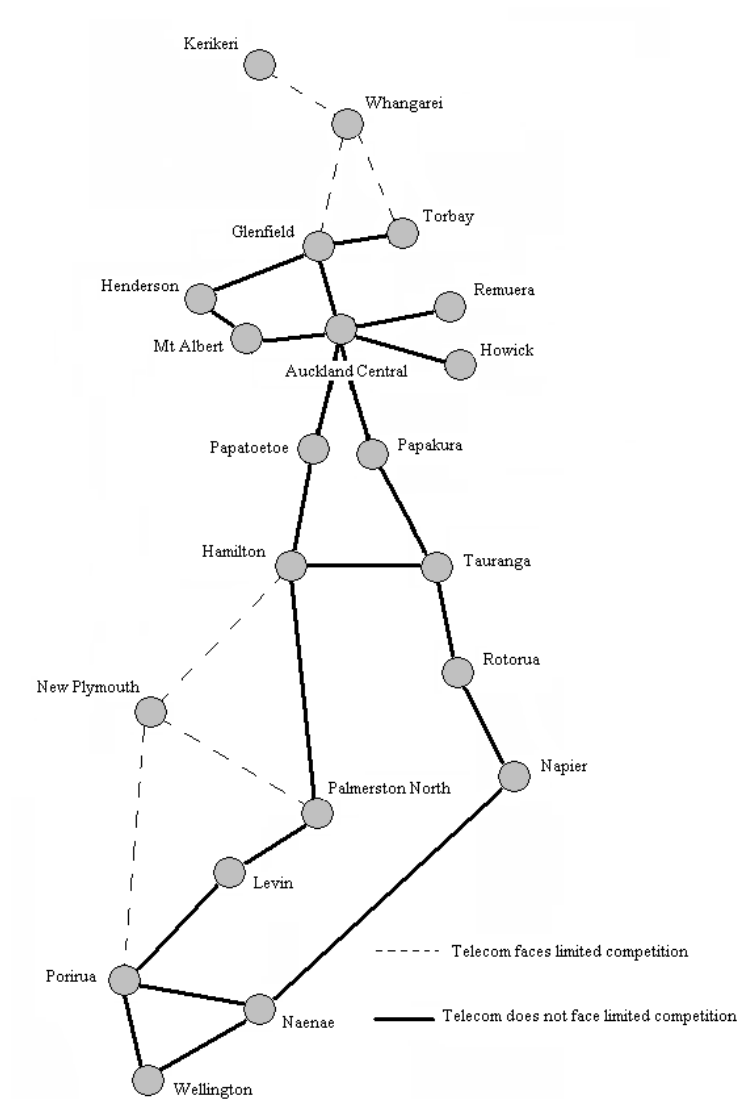 Kerikeri
Whangarei
Torbay
Glenfield
Henderson
Remuera
Mt Albert
Howick
Auckland Central
Papatoetoe
Papakura
Hamilton
Tauranga
Rotorua
New Plymouth
Napier
Palmerston North
Levin
Telecom faces limited competition
Porirua
Telecom does not face limited competition
Naenae
Wellington